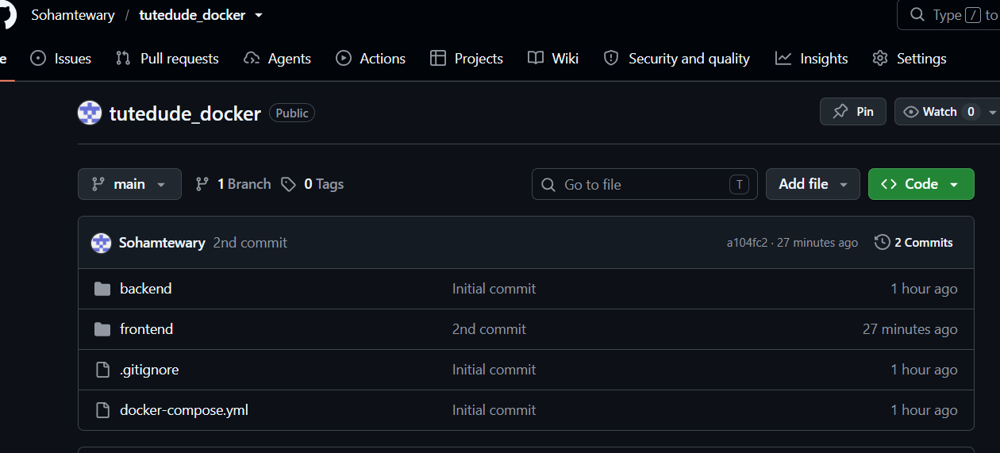 Sohamtewary / tutedude_docker
Type / to
e Issues Pull requests Agents Actions Projects Wiki Security and quality Insights Settings
tutedude_docker Public
Pin Watch 0
main 1 Branch 0 Tags
Go to file T Add file Code
Sohamtewary 2nd commit a104fc2 · 27 minutes ago 2 Commits
backend Initial commit 1 hour ago
frontend 2nd commit 27 minutes ago
.gitignore Initial commit 1 hour ago
docker-compose.yml Initial commit 1 hour ago